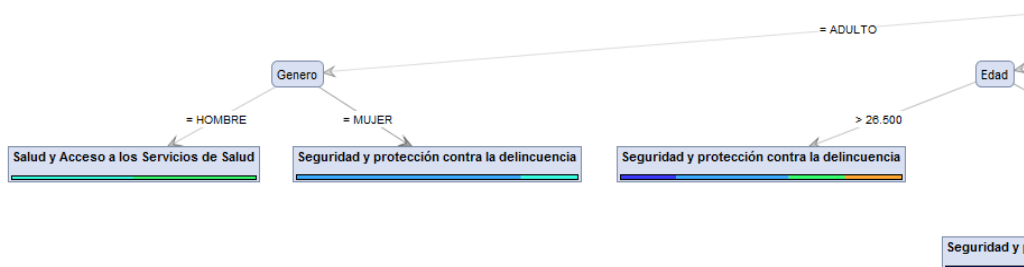 = ADULTO
Genero
Edad
= HOMBRE
= MUJER
> 26.500
Salud y Acceso a los Servicios de Salud
Seguridad y protección contra la delincuencia
Seguridad y protección contra la delincuencia
Seguridad y